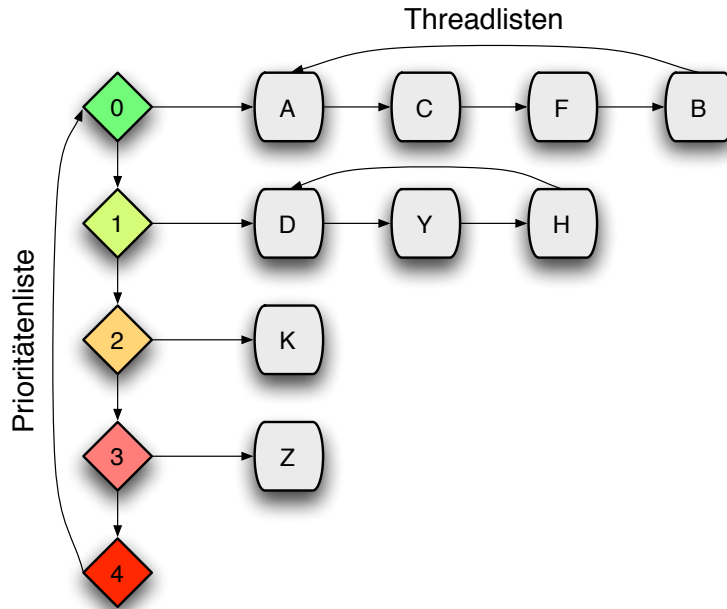 Threadlisten
0 A C F B
1 D Y H
2 K
3 Z
4
Prioritätenliste